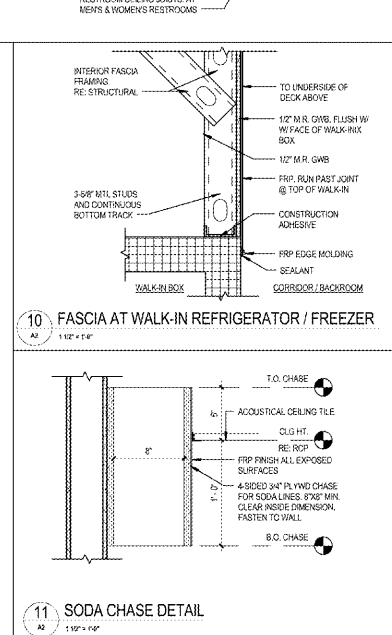 MEN'S & WOMEN'S RESTROOMS
INTERIOR FASCIA
FRAMING
RE: STRUCTURAL
3-5/8" MTL STUDS
AND CONTINUOUS
BOTTOM TRACK
TO UNDERSIDE OF
DECK ABOVE
1/2" M.R. GWB, FLUSH W/
W/ FACE OF WALK-IN
BOX
1/2" M.R. GWB
FRP. RUN PAST JOINT
@ TOP OF WALK-IN
CONSTRUCTION
ADHESIVE
FRP EDGE MOLDING
SEALANT
WALK-IN BOX
CORRIDOR / BACKROOM
10
A2
FASCIA AT WALK-IN REFRIGERATOR / FREEZER
1 1/2" = 1'-0"
T.O. CHASE
6"
ACOUSTICAL CEILING TILE
CLG HT.
RE: RCP
8"
FRP FINISH ALL EXPOSED
SURFACES
4-SIDED 3/4" PLYWD CHASE
FOR SODA LINES. 8"X8" MIN.
CLEAR INSIDE DIMENSION.
FASTEN TO WALL
1'-0"
B.O. CHASE
11
A2
SODA CHASE DETAIL
1 1/2" = 1'-0"